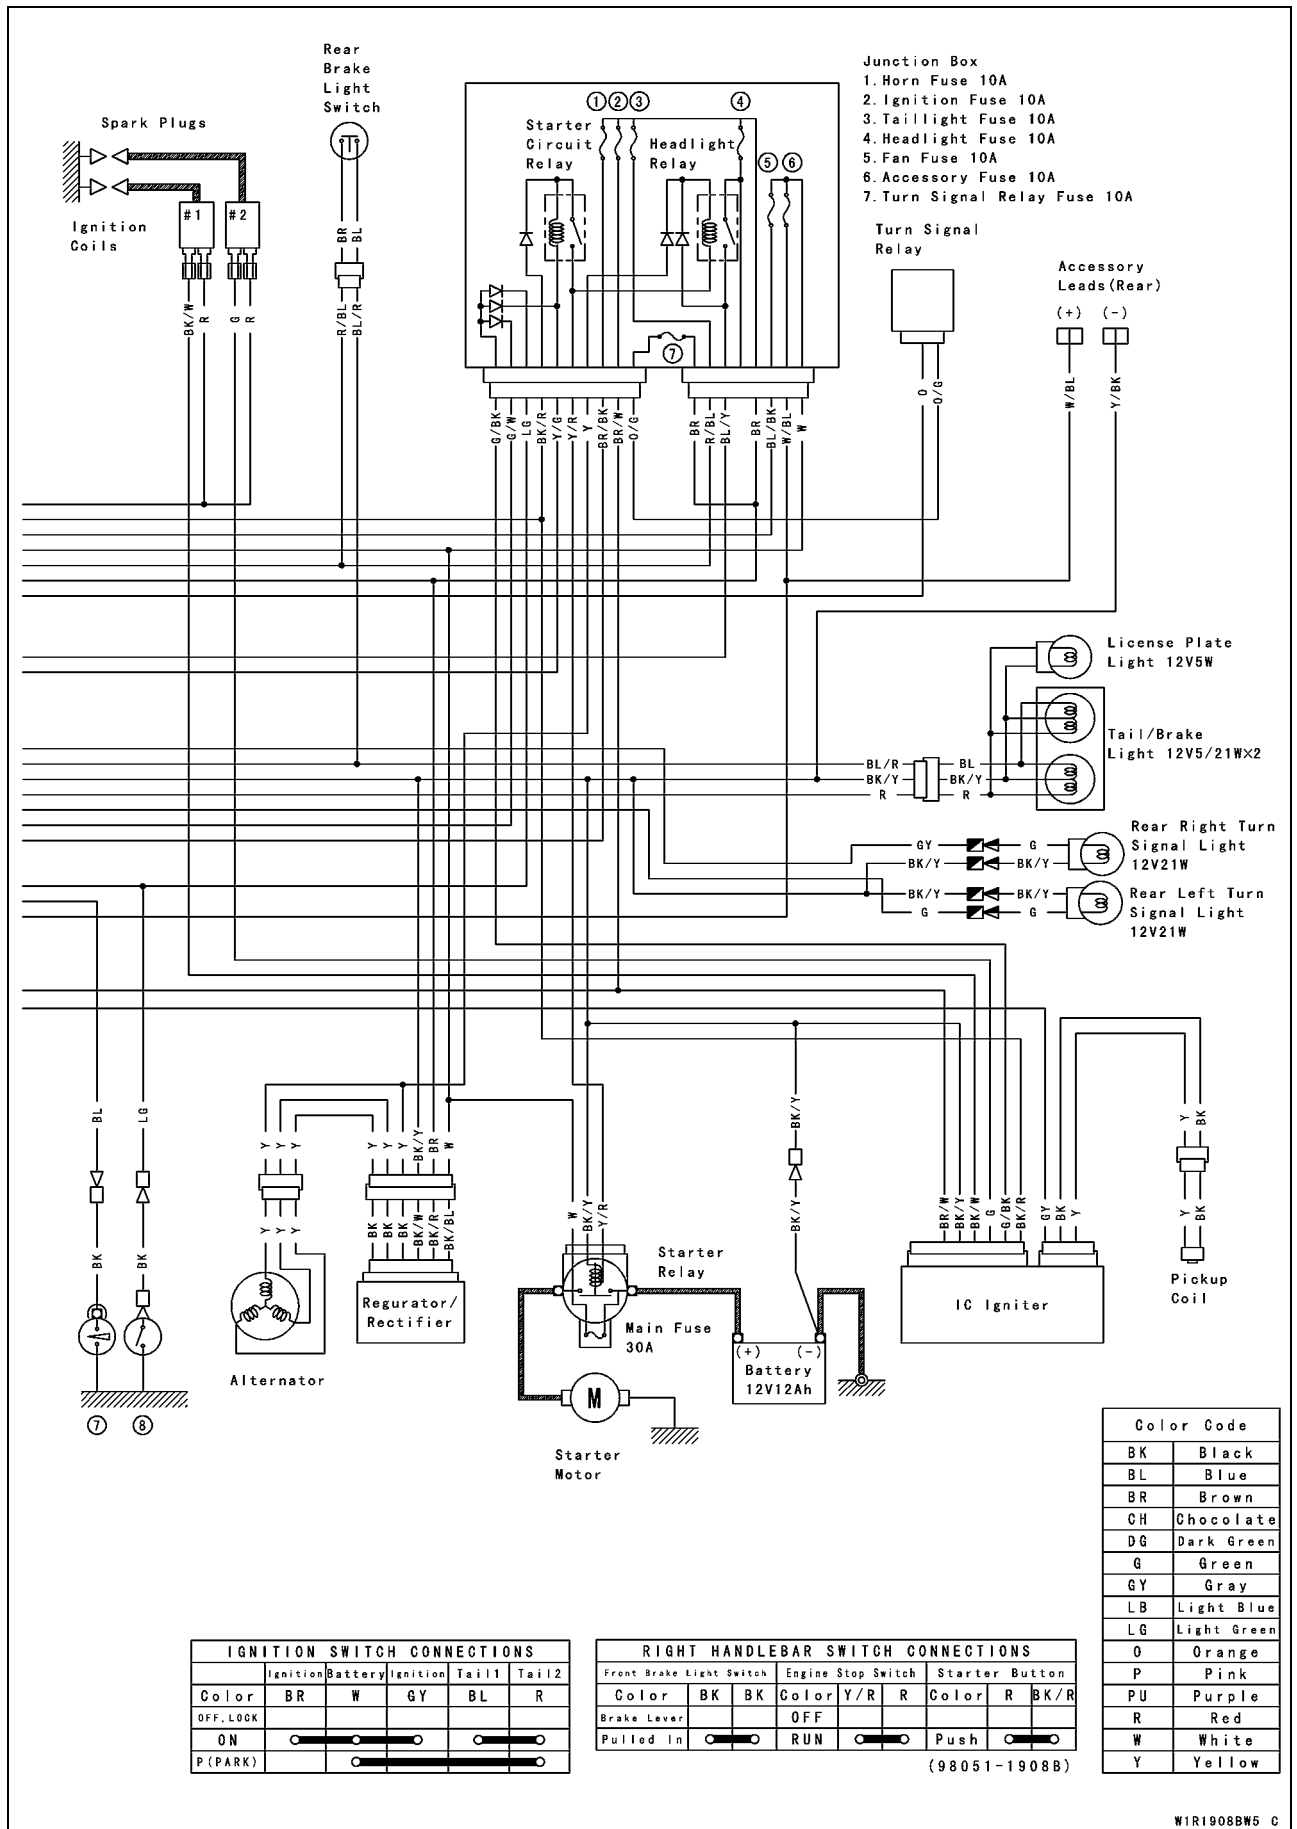 Rear
Brake
Light
Switch
Spark Plugs
Ignition
Coils
#1
#2
BK/W
R
G
R
BR
BL
R/BL
BL/R
1
2
3
4
Starter
Circuit
Relay
Headlight
Relay
5
6
7
Junction Box
1. Horn Fuse 10A
2. Ignition Fuse 10A
3. Taillight Fuse 10A
4. Headlight Fuse 10A
5. Fan Fuse 10A
6. Accessory Fuse 10A
7. Turn Signal Relay Fuse 10A
Turn Signal
Relay
Accessory
Leads(Rear)
(+) (-)
O
O/G
W/BL
Y/BK
G/BK
G/W
LG
BK/R
Y/G
Y/R
Y
BR/BK
BR/W
O/G
BR
R/BL
BL/Y
BR
BL/BK
W/BL
W
License Plate
Light 12V5W
Tail/Brake
Light 12V5/21WX2
BL/R BL
BK/Y BK/Y
R R
Rear Right Turn
Signal Light
12V21W
GY G
BK/Y BK/Y
Rear Left Turn
Signal Light
12V21W
BK/Y BK/Y
G G
BL
LG
BK
BK
7
8
Y Y Y
Y Y Y
Alternator
Y Y Y BK/Y BR W
BK BK BK BK/W BK/R BK/BL
Regurator/
Rectifier
W BK/Y Y/R
Starter
Relay
Main Fuse
30A
M
Starter
Motor
BK/Y
BK/Y
(+) (-)
Battery
12V12Ah
BR/W BK/Y BK/W G G/BK BK/R GY BK Y
IC Igniter
Y BK
Y BK
Pickup
Coil
Color Code
BK Black
BL Blue
BR Brown
CH Chocolate
DG Dark Green
G Green
GY Gray
LB Light Blue
LG Light Green
O Orange
P Pink
PU Purple
R Red
W White
Y Yellow
IGNITION SWITCH CONNECTIONS
Ignition Battery Ignition Tail1 Tail2
Color BR W GY BL R
OFF,LOCK
ON
P(PARK)
RIGHT HANDLEBAR SWITCH CONNECTIONS
Front Brake Light Switch Engine Stop Switch Starter Button
Color BK BK Color Y/R R Color R BK/R
Brake Lever OFF
Pulled In RUN Push
(98051-1908B)
W1R1908BW5 C